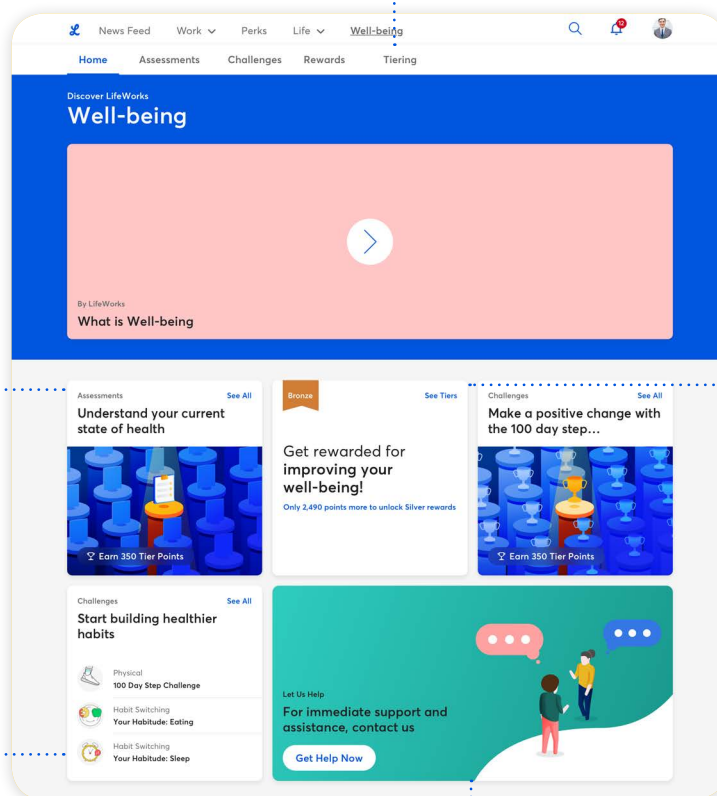 News Feed Work Perks Life Well-being 12
Home Assessments Challenges Rewards Tiering
Discover LifeWorks
Well-being
By LifeWorks
What is Well-being
Assessments See All
Understand your current
state of health
Earn 350 Tier Points
Bronze See Tiers
Get rewarded for
improving your
well-being!
Only 2,490 points more to unlock Silver rewards
Challenges See All
Make a positive change with
the 100 day step...
Earn 350 Tier Points
Challenges See All
Start building healthier
habits
Physical
100 Day Step Challenge
Habit Switching
Your Habitude: Eating
Habit Switching
Your Habitude: Sleep
Let Us Help
For immediate support and
assistance, contact us
Get Help Now